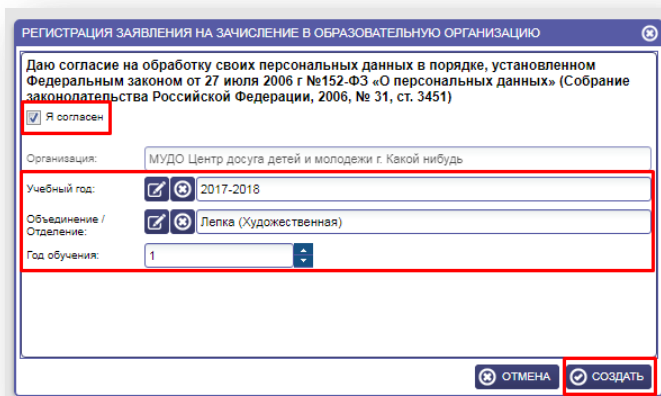 РЕГИСТРАЦИЯ ЗАЯВЛЕНИЯ НА ЗАЧИСЛЕНИЕ В ОБРАЗОВАТЕЛЬНУЮ ОРГАНИЗАЦИЮ
Даю согласие на обработку своих персональных данных в порядке, установленном
Федеральным законом от 27 июля 2006 г №152-ФЗ «О персональных данных» (Собрание
законодательства Российской Федерации, 2006, № 31, ст. 3451)
Я согласен
Организация: МУДО Центр досуга детей и молодежи г. Какой нибудь
Учебный год: 2017-2018
Объединение /
Отделение: Лепка (Художественная)
Год обучения: 1
ОТМЕНА СОЗДАТЬ